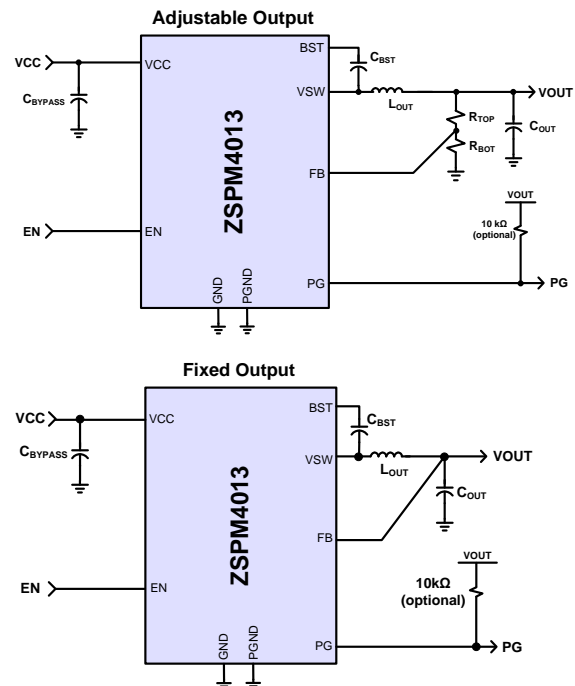 Adjustable Output
BST
CBST
VCC
VCC
CBYPASS
VSW
LOUT
VOUT
RTOP
COUT
RBOT
FB
ZSPM4013
VOUT
10 kΩ
(optional)
EN
EN
GND
PGND
PG
PG
Fixed Output
BST
CBST
VCC
VCC
CBYPASS
VSW
LOUT
VOUT
COUT
ZSPM4013
FB
VOUT
10kΩ
(optional)
EN
EN
GND
PGND
PG
PG